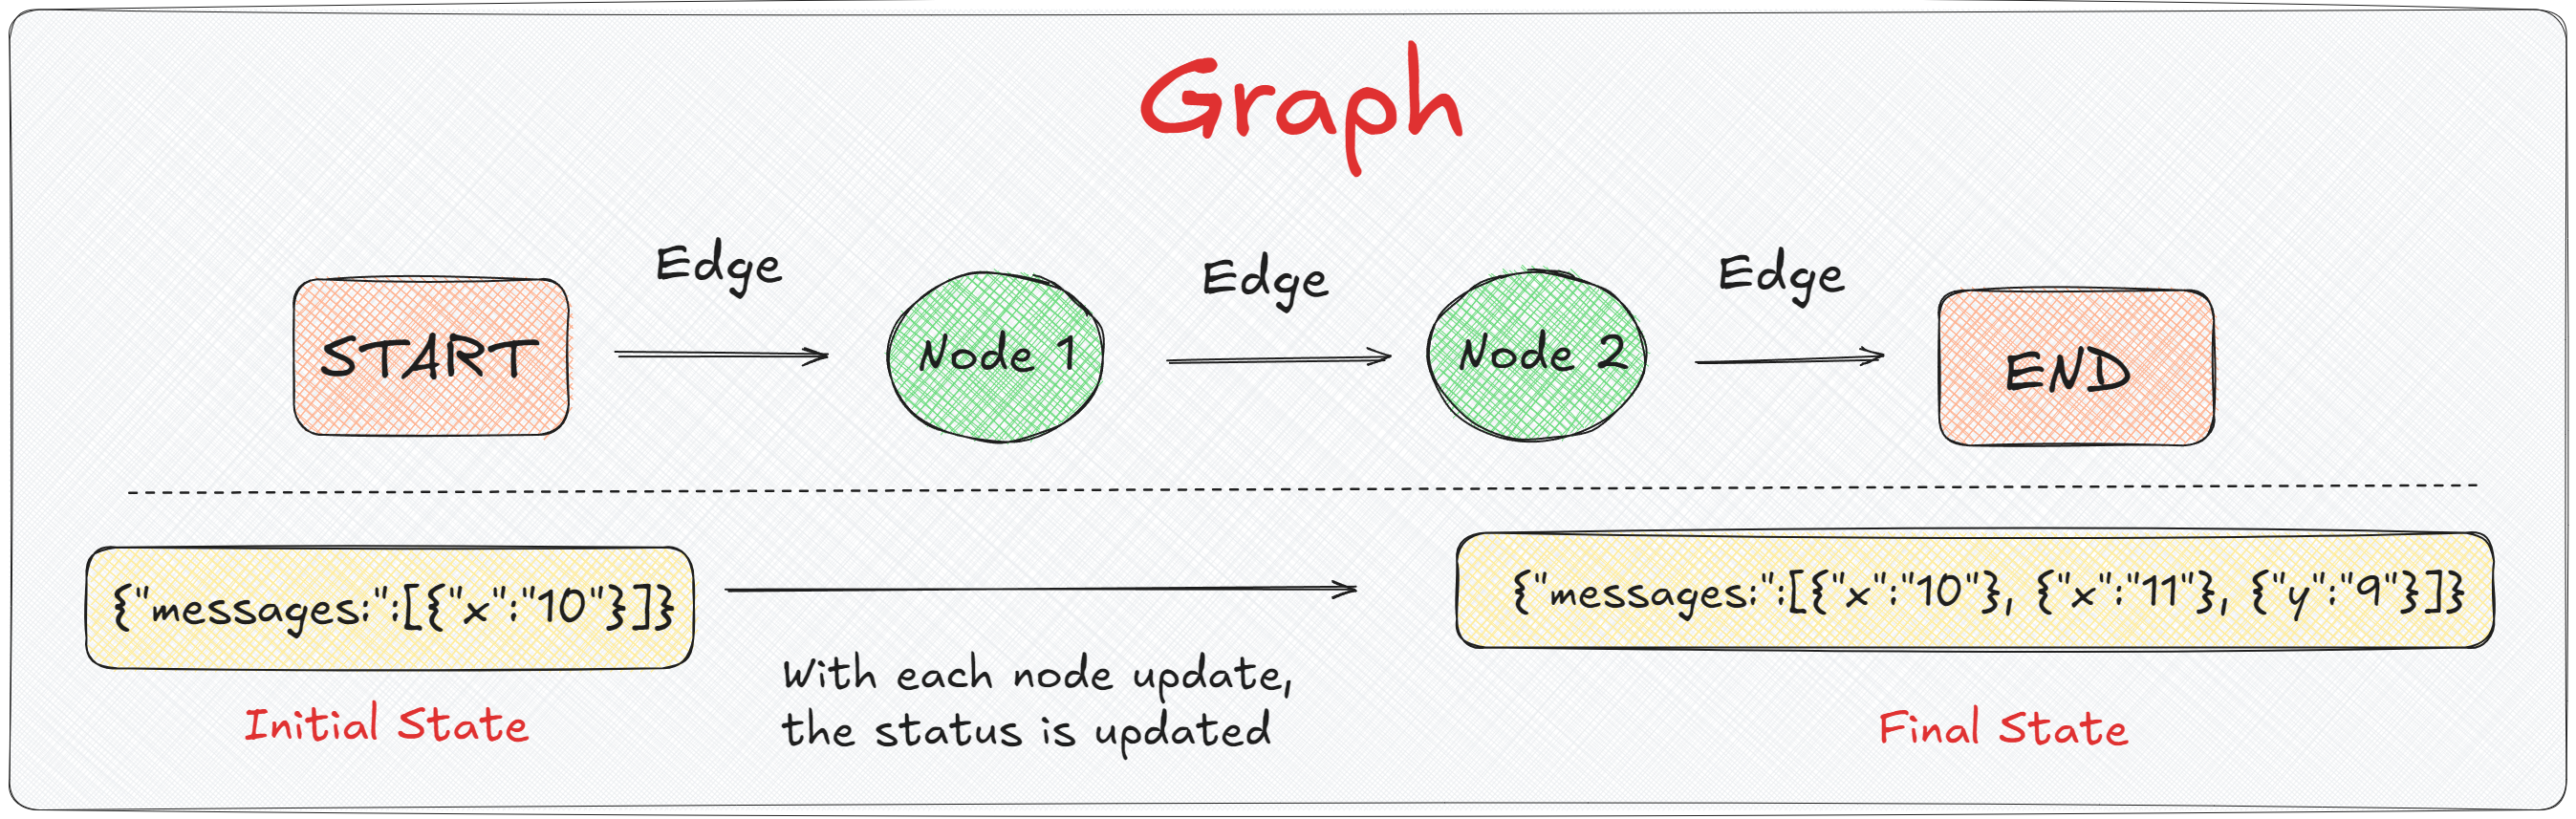 Graph
Edge
Edge
Edge
START
Node 1
Node 2
END
{"messages:":[{"x":"10"}]}
{"messages:":[{"x":"10"}, {"x":"11"}, {"y":"9"}]}
With each node update,
the status is updated
Initial State
Final State